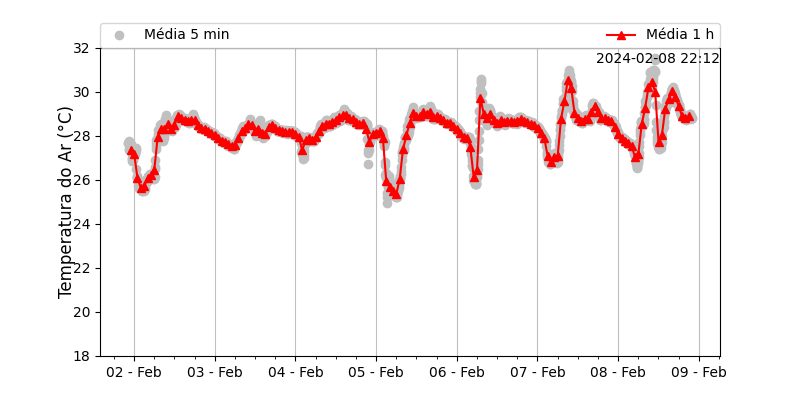 Média 5 min
Média 1 h
2024-02-08 22:12
Temperatura do Ar (°C)
32
30
28
26
24
22
20
18
02 - Feb
03 - Feb
04 - Feb
05 - Feb
06 - Feb
07 - Feb
08 - Feb
09 - Feb